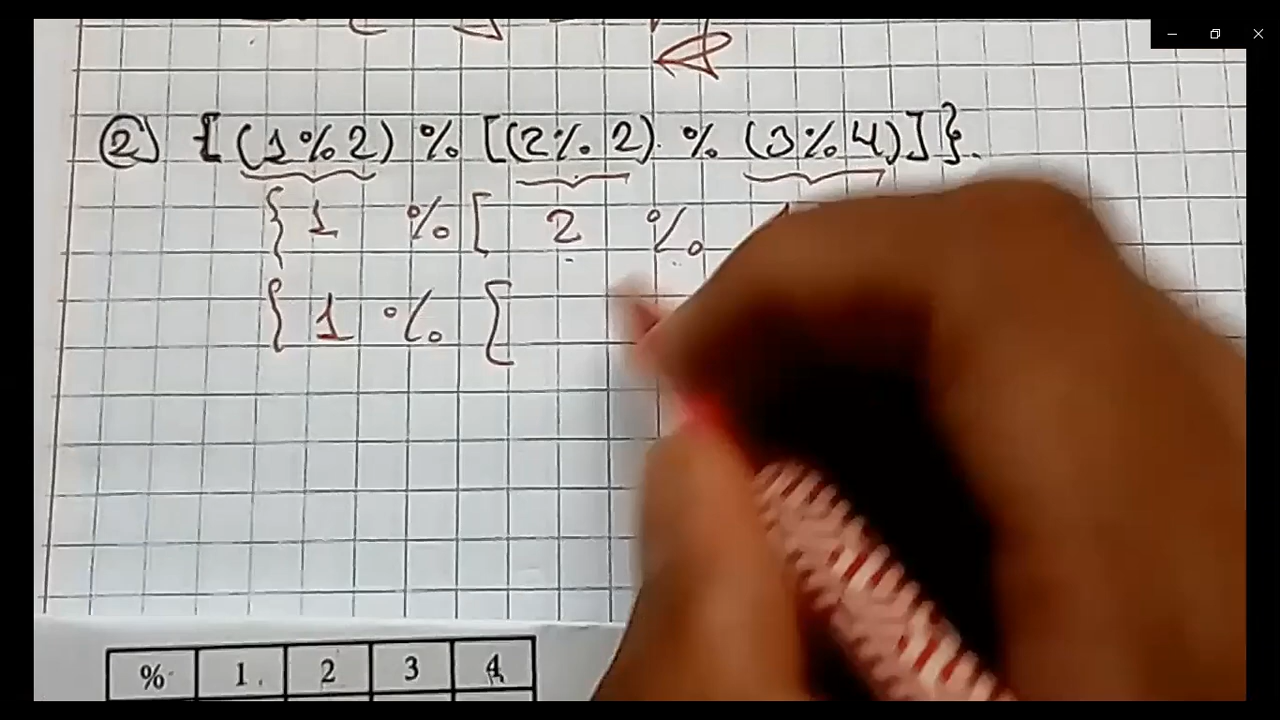 2) {(1%2) % [(2%2) % (3%4)]}.
{1 % [ 2 %
{1 % [
% 1 2 3 4